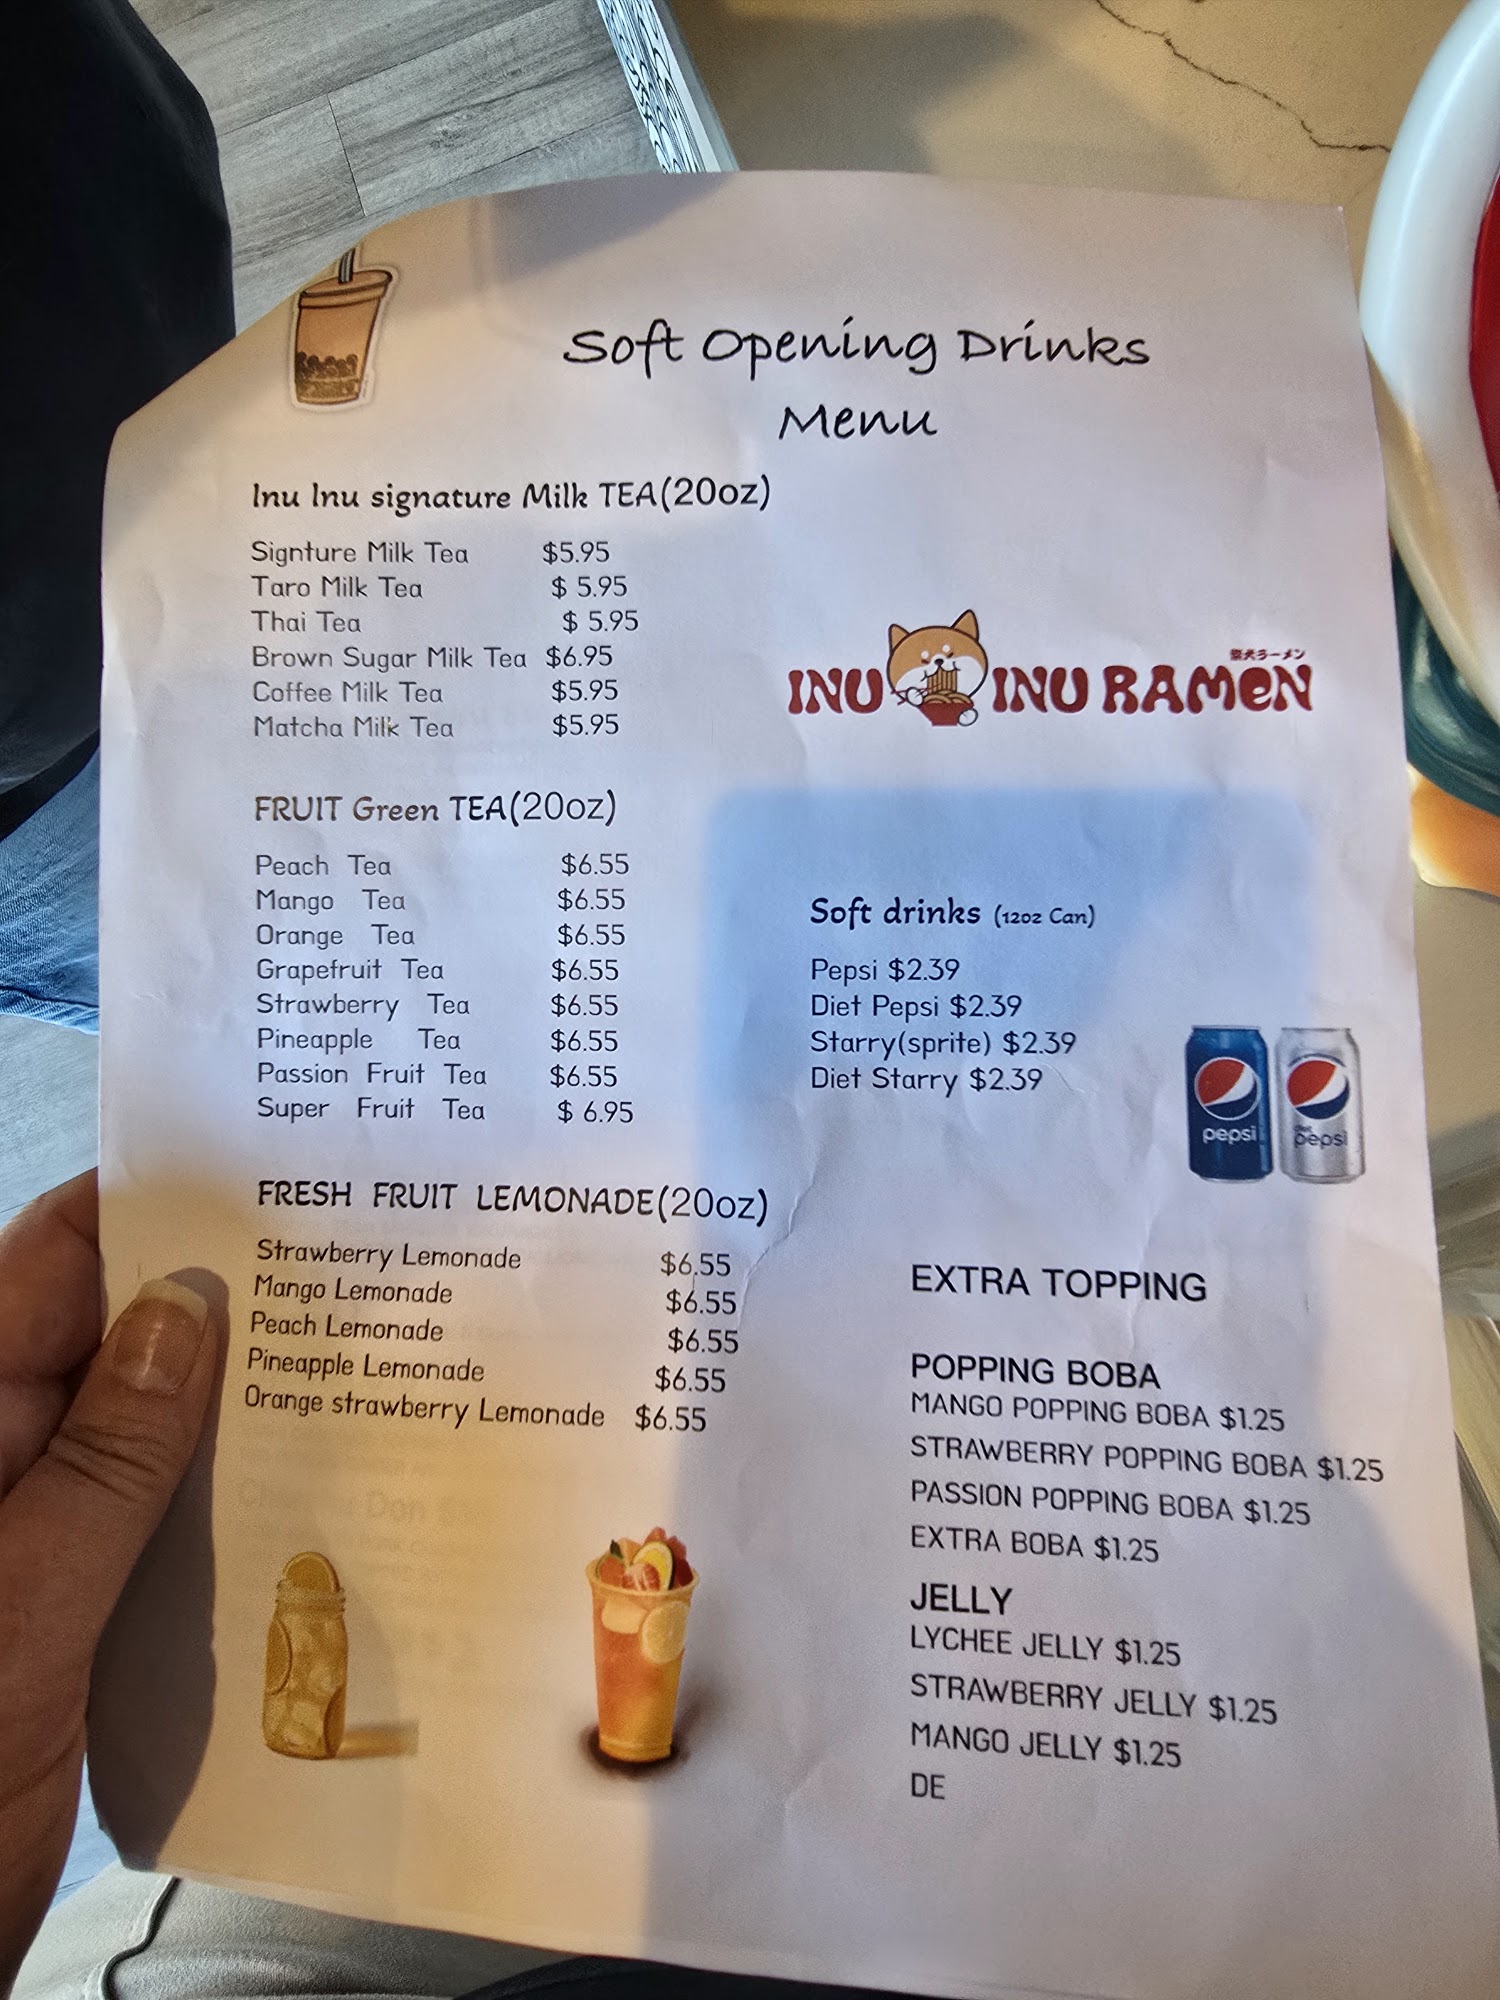 Soft Opening Drinks
Menu
Inu Inu signature Milk TEA(20oz)
Signture Milk Tea $5.95
Taro Milk Tea $ 5.95
Thai Tea $ 5.95
Brown Sugar Milk Tea $6.95
Coffee Milk Tea $5.95
Matcha Milk Tea $5.95
INU INU RAMEN
柴犬ラーメン
FRUIT Green TEA(20oz)
Peach Tea $6.55
Mango Tea $6.55
Orange Tea $6.55
Grapefruit Tea $6.55
Strawberry Tea $6.55
Pineapple Tea $6.55
Passion Fruit Tea $6.55
Super Fruit Tea $ 6.95
Soft drinks (12oz Can)
Pepsi $2.39
Diet Pepsi $2.39
Starry(sprite) $2.39
Diet Starry $2.39
pepsi
diet
pepsi
FRESH FRUIT LEMONADE(20oz)
Strawberry Lemonade $6.55
Mango Lemonade $6.55
Peach Lemonade $6.55
Pineapple Lemonade $6.55
Orange strawberry Lemonade $6.55
EXTRA TOPPING
POPPING BOBA
MANGO POPPING BOBA $1.25
STRAWBERRY POPPING BOBA $1.25
PASSION POPPING BOBA $1.25
EXTRA BOBA $1.25
JELLY
LYCHEE JELLY $1.25
STRAWBERRY JELLY $1.25
MANGO JELLY $1.25
DE